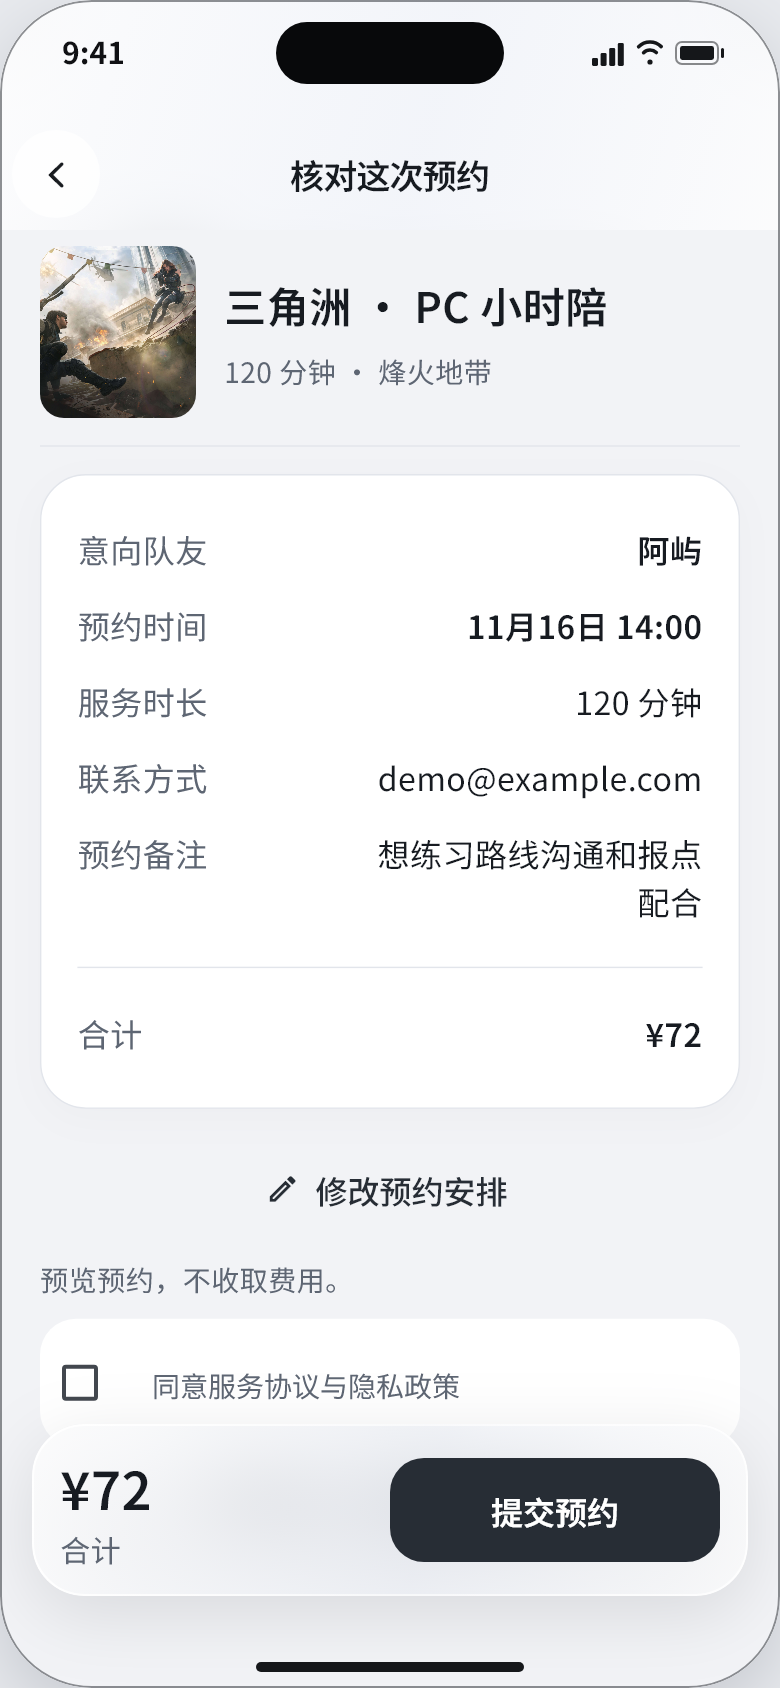 9:41
核对这次预约
三角洲 · PC 小时陪
120 分钟 · 烽火地带
意向队友 阿屿
预约时间 11月16日 14:00
服务时长 120 分钟
联系方式 demo@example.com
预约备注 想练习路线沟通和报点
配合
合计 ¥72
修改预约安排
预览预约，不收取费用。
同意服务协议与隐私政策
¥72
合计
提交预约